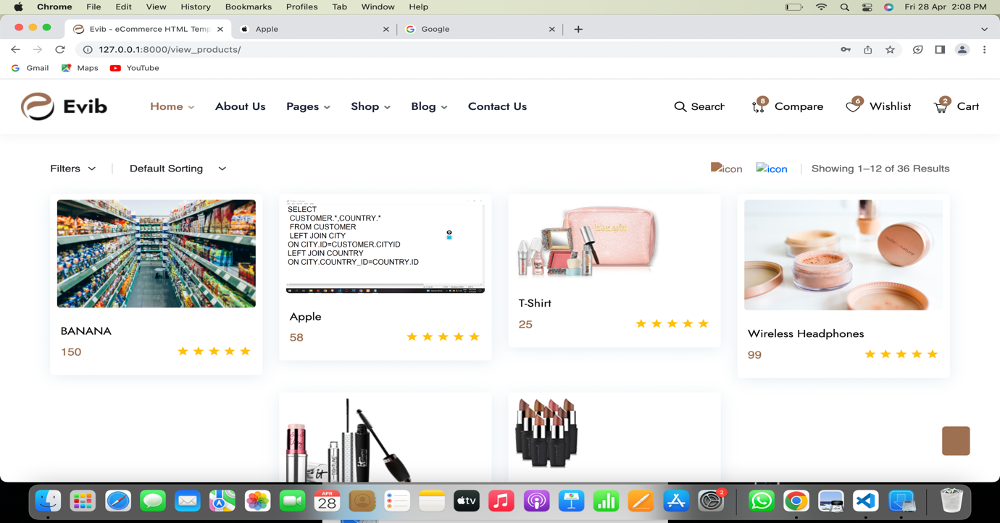 Chrome File Edit View History Bookmarks Profiles Tab Window Help Fri 28 Apr 2:08 PM
Evib - eCommerce HTML Temp Apple Google
127.0.0.1:8000/view_products/
Gmail Maps YouTube
Evib Home About Us Pages Shop Blog Contact Us Search 8 Compare 6 Wishlist 2 Cart
Filters Default Sorting icon icon Showing 1–12 of 36 Results
SELECT
CUSTOMER.*,COUNTRY.*
FROM CUSTOMER
LEFT JOIN CITY
ON CITY.ID=CUSTOMER.CITYID
LEFT JOIN COUNTRY
ON CITY.COUNTRY_ID=COUNTRY.ID
benefit
BANANA
150
Apple
58
T-Shirt
25
Wireless Headphones
99
APR
28
tv
2